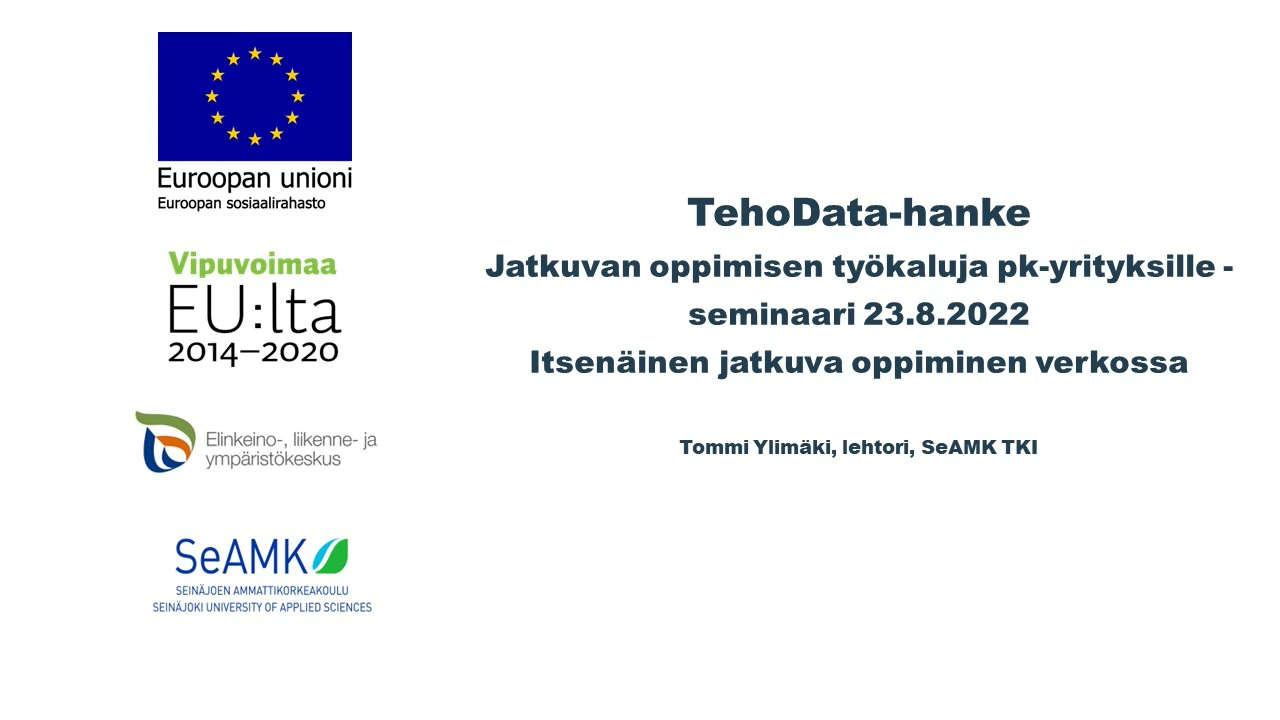 Euroopan unioni
Euroopan sosiaalirahasto
Vipuvoimaa
EU:lta
2014–2020
Elinkeino-, liikenne- ja
ympäristökeskus
SeAMK
SEINÄJOEN AMMATTIKORKEAKOULU
SEINÄJOKI UNIVERSITY OF APPLIED SCIENCES
TehoData-hanke
Jatkuvan oppimisen työkaluja pk-yrityksille -
seminaari 23.8.2022
Itsenäinen jatkuva oppiminen verkossa
Tommi Ylimäki, lehtori, SeAMK TKI